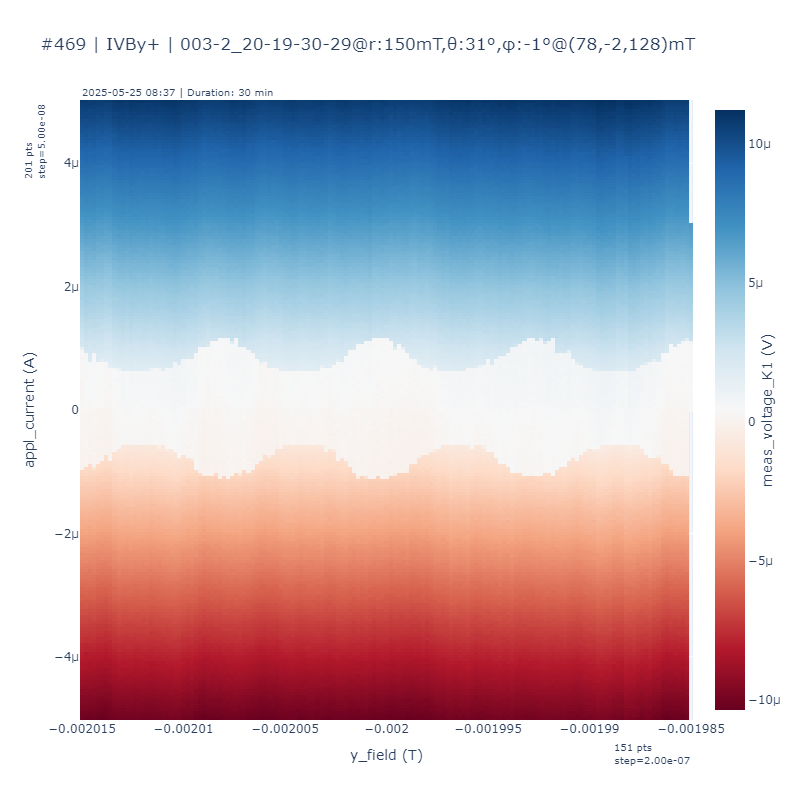 #469 | IVBy+ | 003-2_20-19-30-29@r:150mT,θ:31°,φ:-1°@(78,-2,128)mT
2025-05-25 08:37 | Duration: 30 min
201 pts
step=5.00e-08
4μ
2μ
0
−2μ
−4μ
appl_current (A)
−0.002015
−0.00201
−0.002005
−0.002
−0.001995
−0.00199
−0.001985
y_field (T)
151 pts
step=2.00e-07
10μ
5μ
0
−5μ
−10μ
meas_voltage_K1 (V)